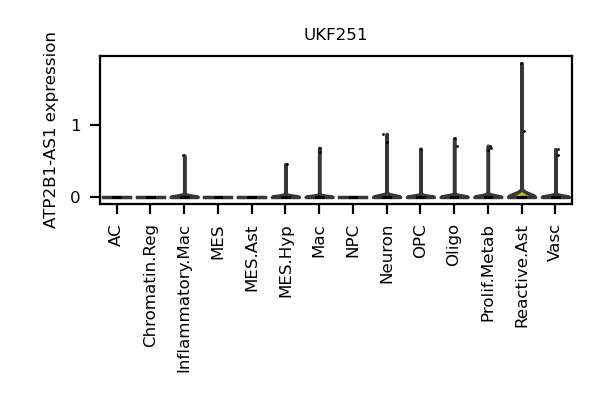 UKF251
ATP2B1-AS1 expression
1
0
AC
Chromatin.Reg
Inflammatory.Mac
MES
MES.Ast
MES.Hyp
Mac
NPC
Neuron
OPC
Oligo
Prolif.Metab
Reactive.Ast
Vasc